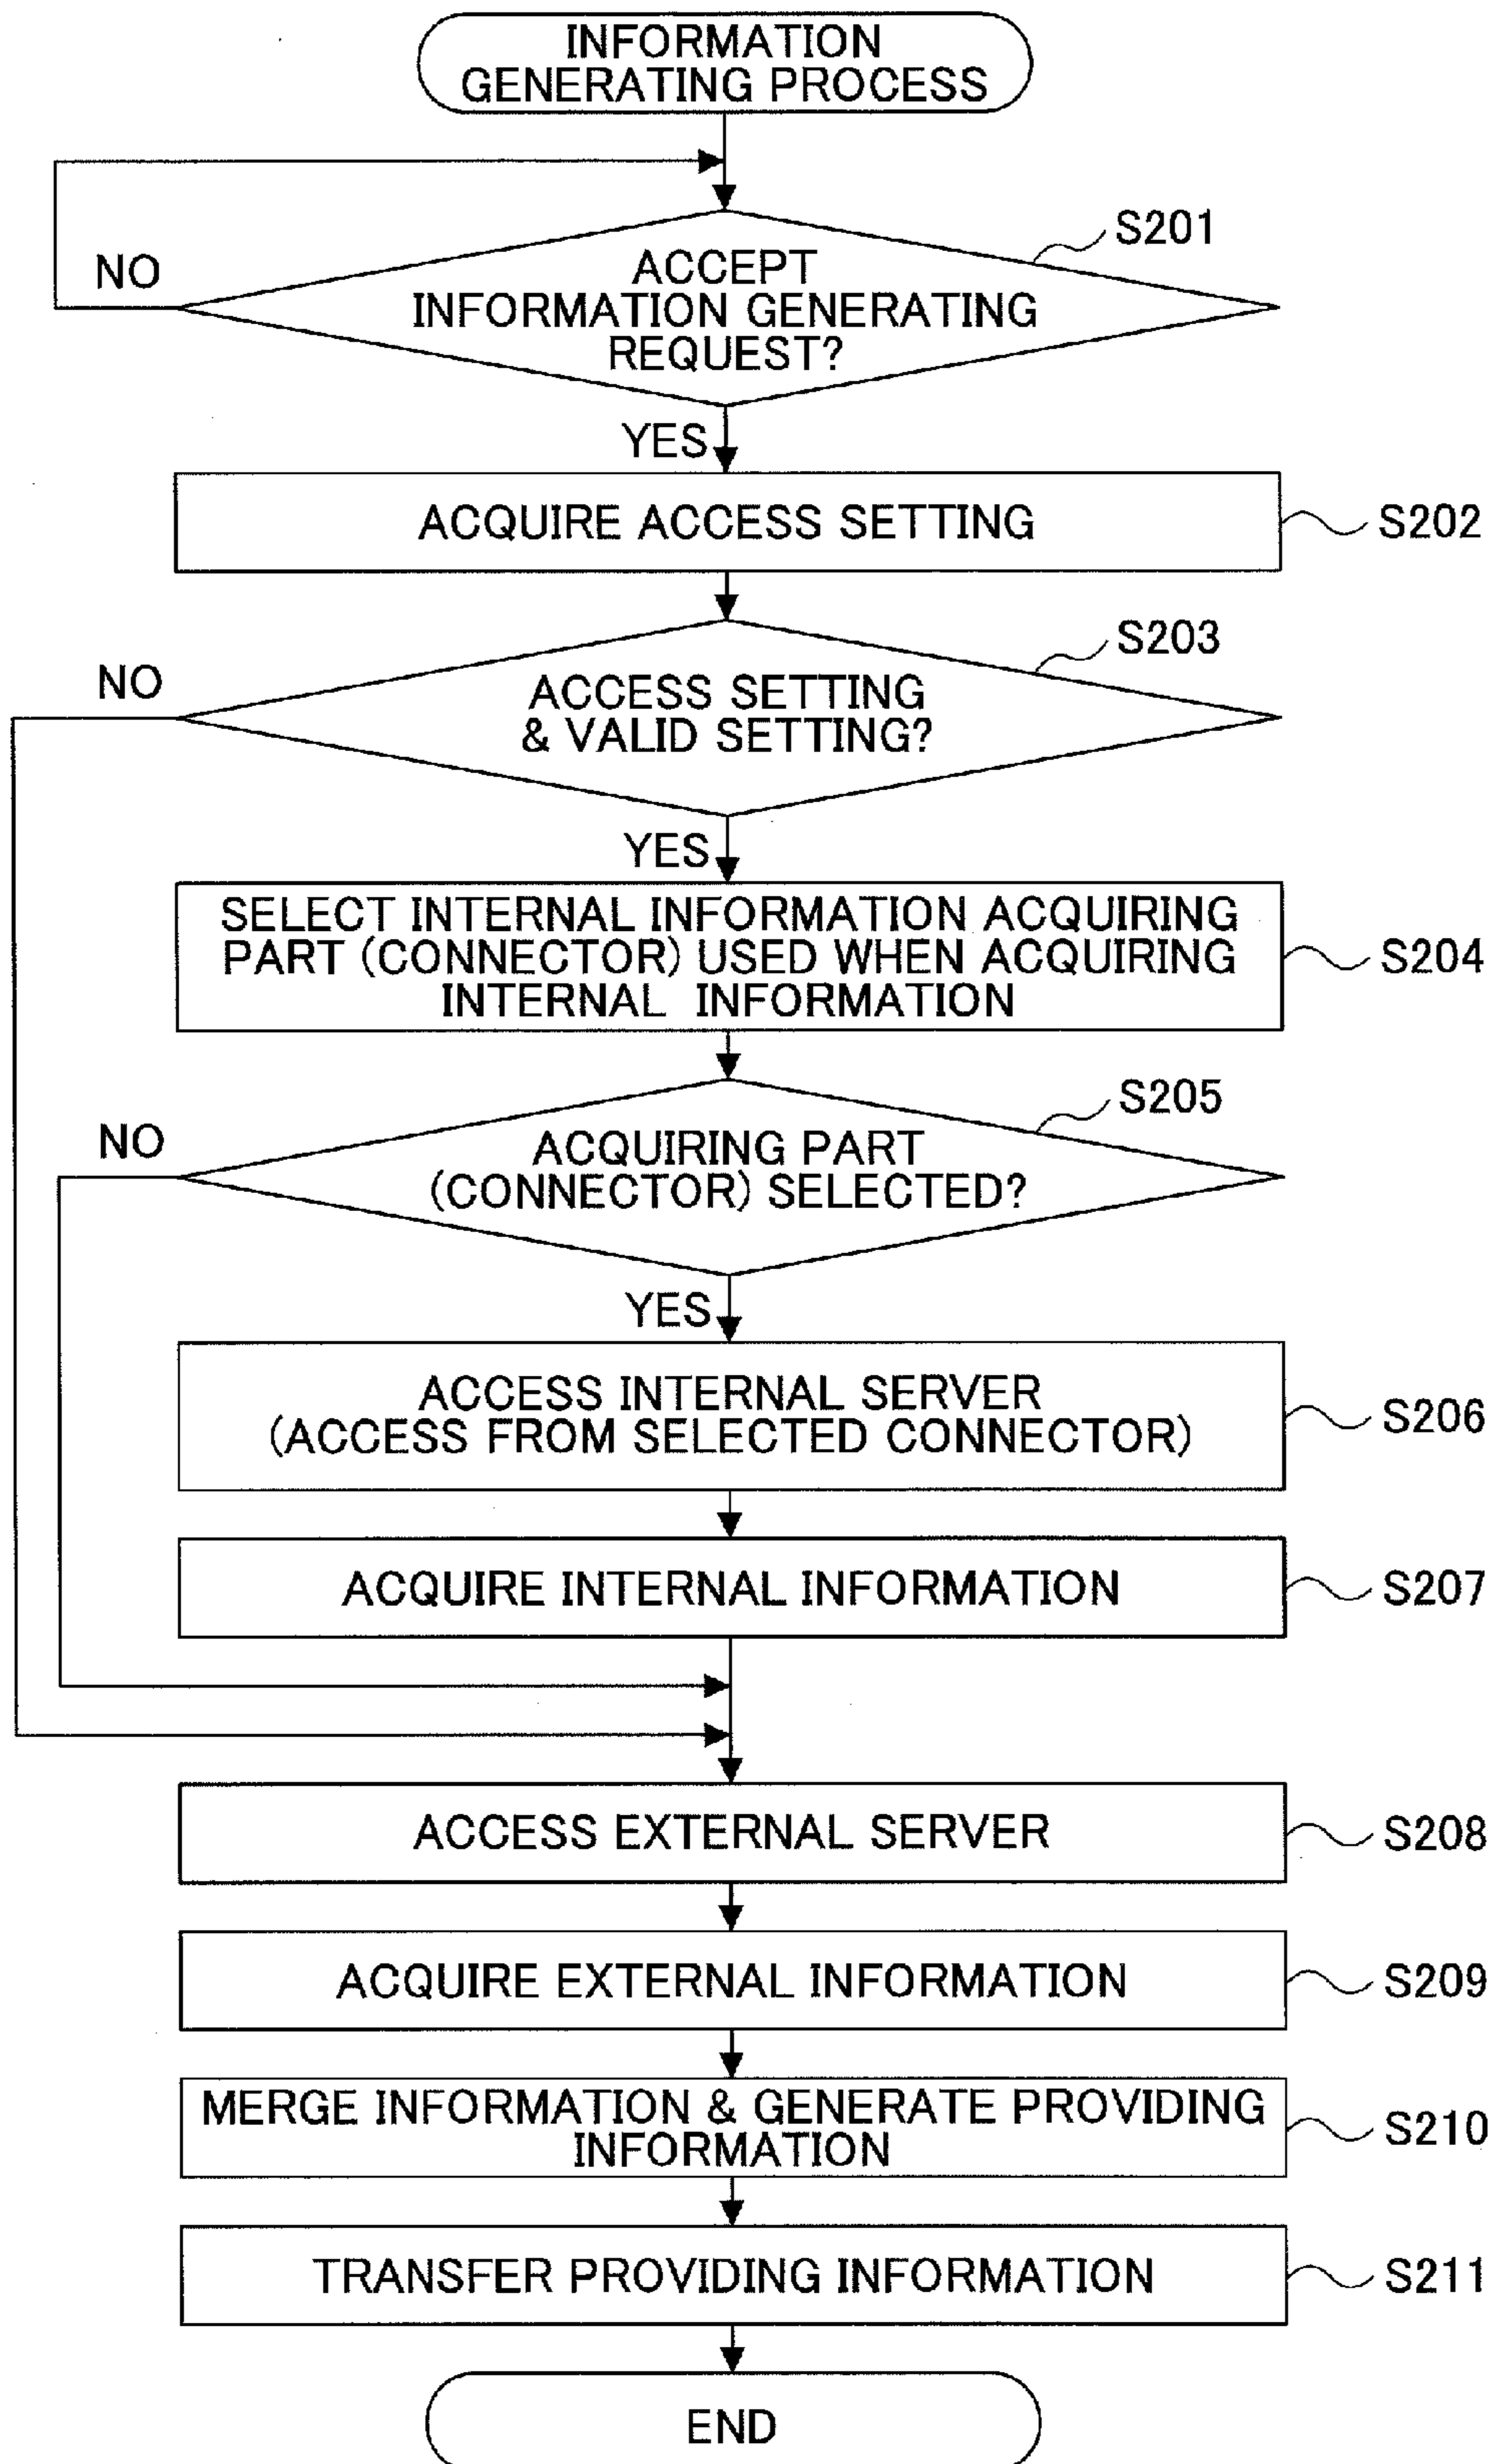 INFORMATION
GENERATING PROCESS
S201
NO
ACCEPT
INFORMATION GENERATING
REQUEST?
YES
ACQUIRE ACCESS SETTING
S202
S203
NO
ACCESS SETTING
& VALID SETTING?
YES
SELECT INTERNAL INFORMATION ACQUIRING
PART (CONNECTOR) USED WHEN ACQUIRING
INTERNAL INFORMATION
S204
S205
NO
ACQUIRING PART
(CONNECTOR) SELECTED?
YES
ACCESS INTERNAL SERVER
(ACCESS FROM SELECTED CONNECTOR)
S206
ACQUIRE INTERNAL INFORMATION
S207
ACCESS EXTERNAL SERVER
S208
ACQUIRE EXTERNAL INFORMATION
S209
MERGE INFORMATION & GENERATE PROVIDING
INFORMATION
S210
TRANSFER PROVIDING INFORMATION
S211
END